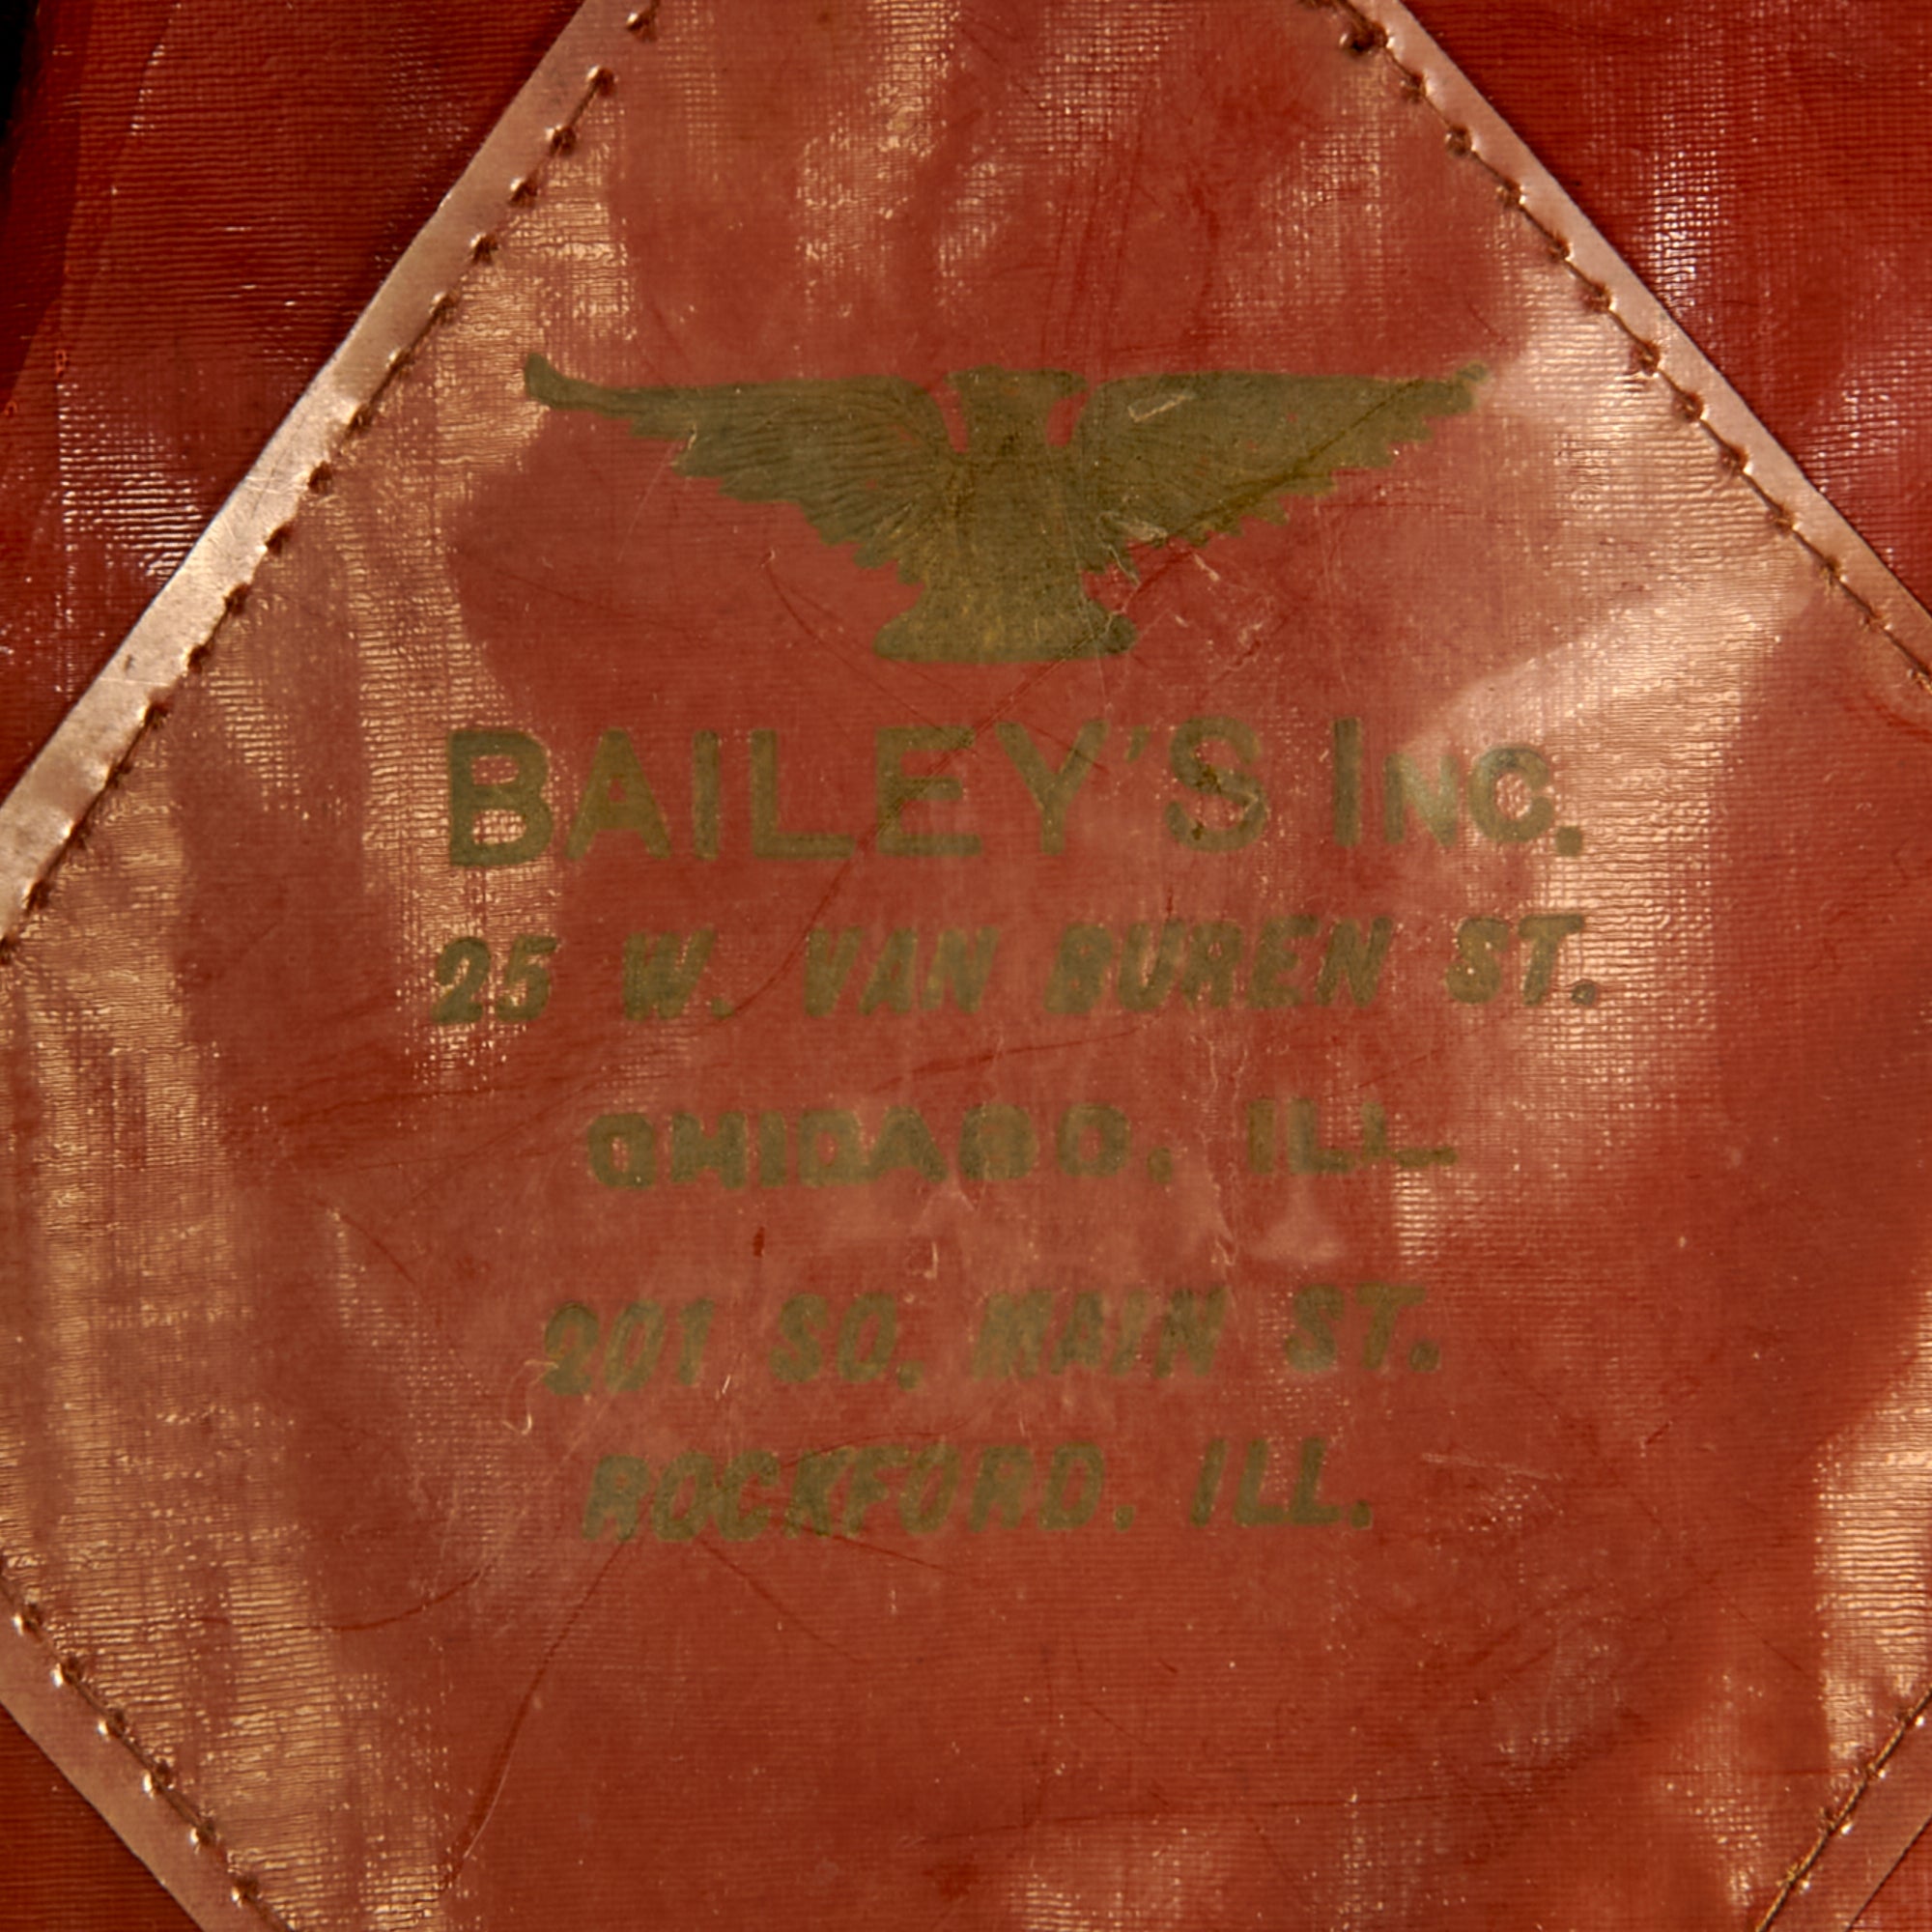 BAILEY'S INC.
25 W. VAN BUREN ST.
CHICAGO, ILL.
201 SO. MAIN ST.
ROCKFORD, ILL.